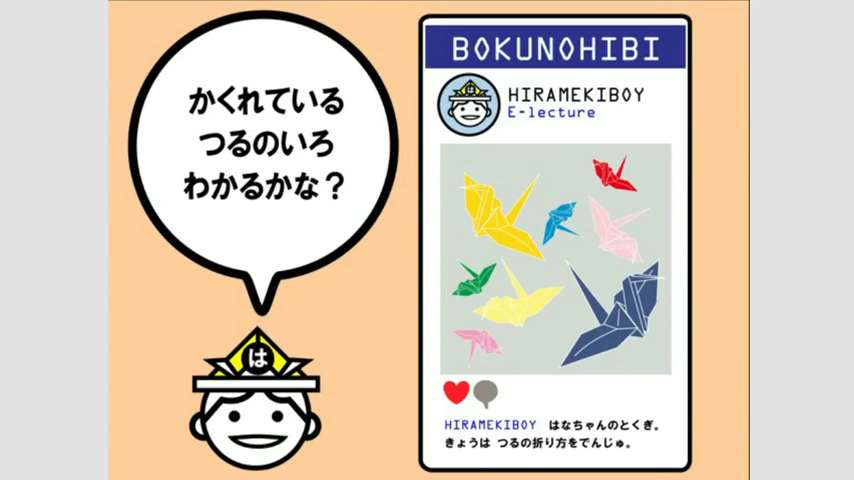 かくれている
つるのいろ
わかるかな？
は
BOKUNOHIBI
は
HIRAMEKIBOY
E-lecture
HIRAMEKIBOY はなちゃんのとくぎ。
きょうは つるの折り方をでんじゅ。